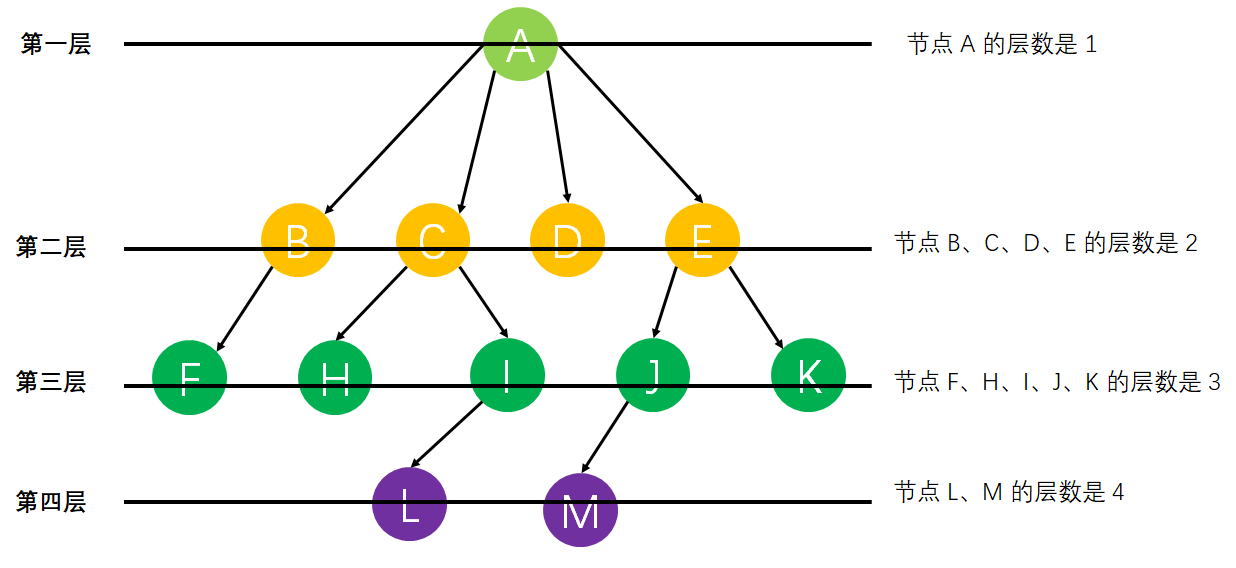 第一层
A
节点 A 的层数是 1
第二层
B
C
D
E
节点 B、C、D、E 的层数是 2
第三层
F
H
I
J
K
节点 F、H、I、J、K 的层数是 3
第四层
L
M
节点 L、M 的层数是 4